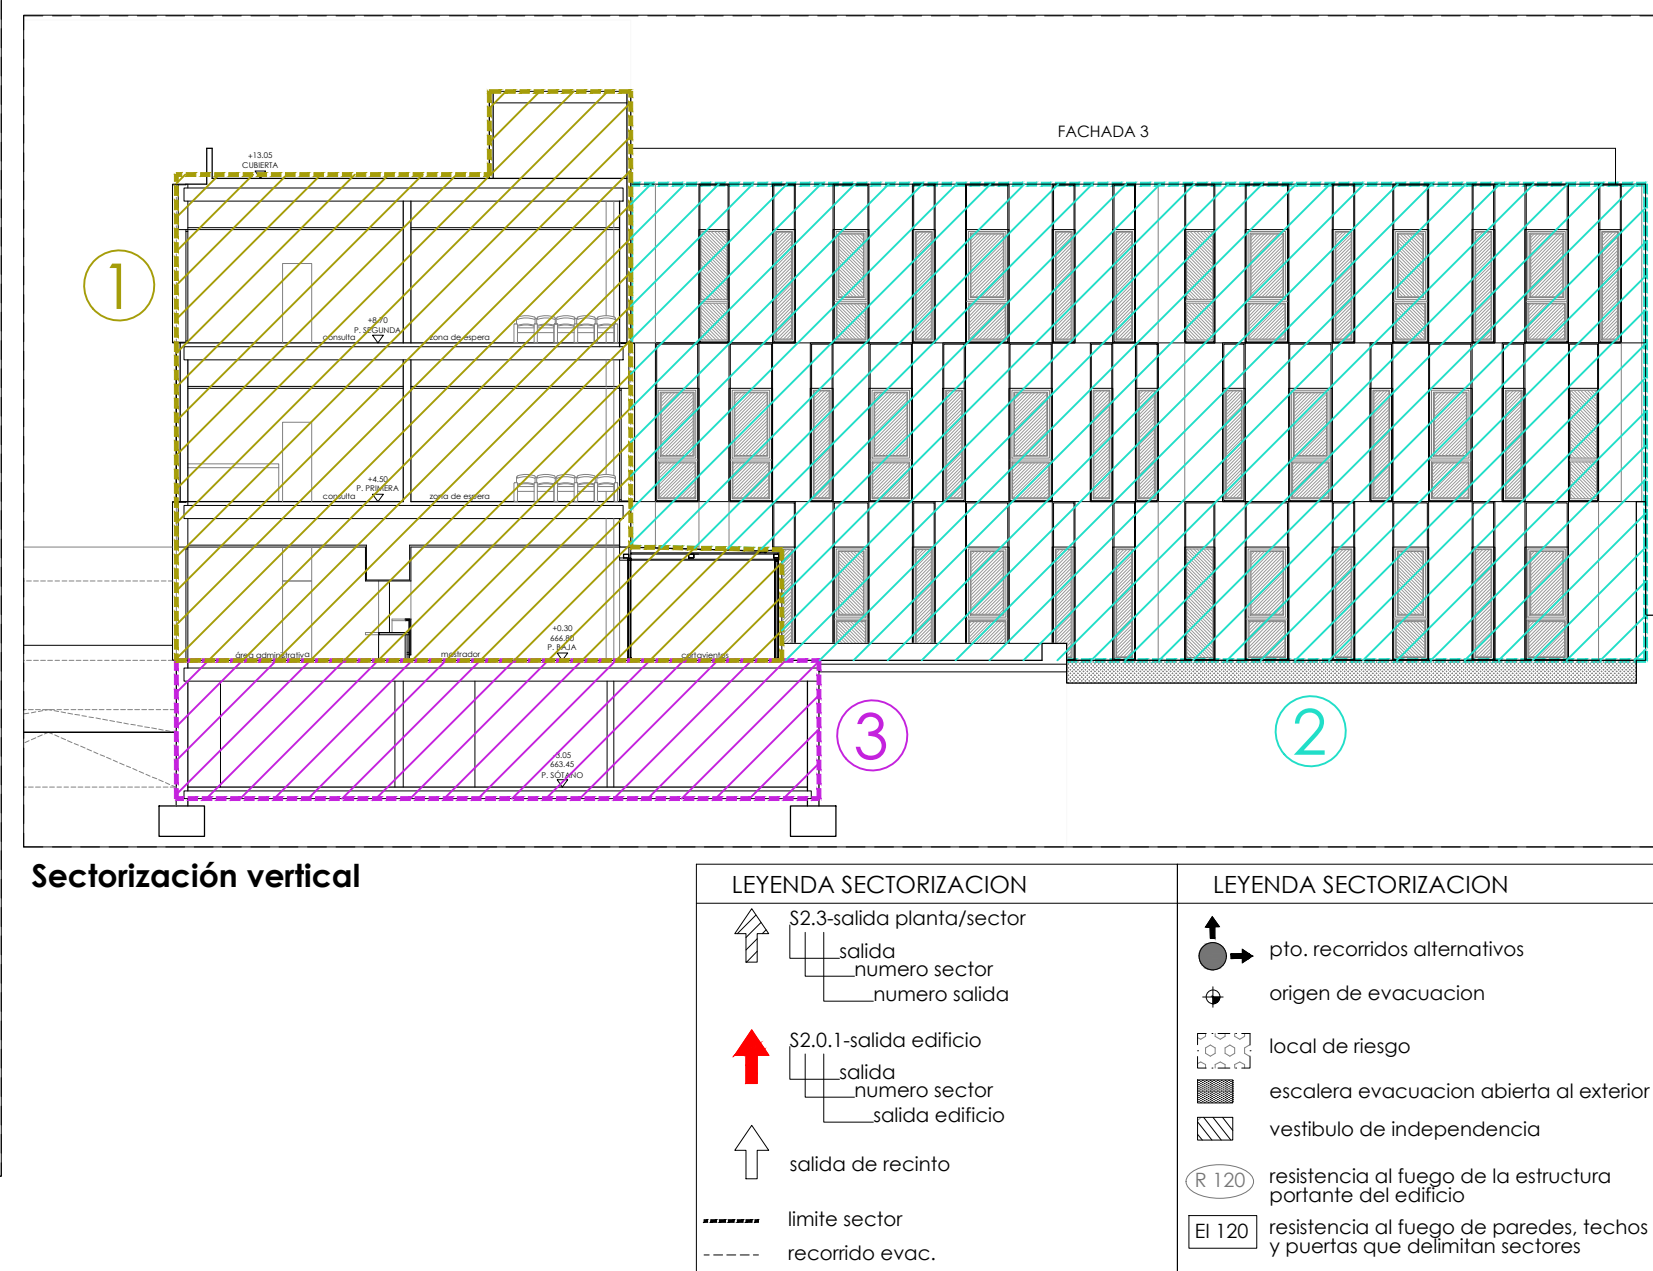 FACHADA 3
+13.05
CUBIERTA
1
+8.70
P. SEGUNDA
consulta
zona de espera
+4.50
P. PRIMERA
consulta
zona de espera
+0.30
666.80
P. BAJA
área administrativa
mostrador
cortavientos
3.05
663.45
P. SÓTANO
3
2
Sectorización vertical
LEYENDA SECTORIZACION
S2.3-salida planta/sector
salida
numero sector
numero salida
S2.0.1-salida edificio
salida
numero sector
salida edificio
salida de recinto
limite sector
recorrido evac.
LEYENDA SECTORIZACION
pto. recorridos alternativos
origen de evacuacion
local de riesgo
escalera evacuacion abierta al exterior
vestibulo de independencia
R 120
resistencia al fuego de la estructura
portante del edificio
EI 120
resistencia al fuego de paredes, techos
y puertas que delimitan sectores